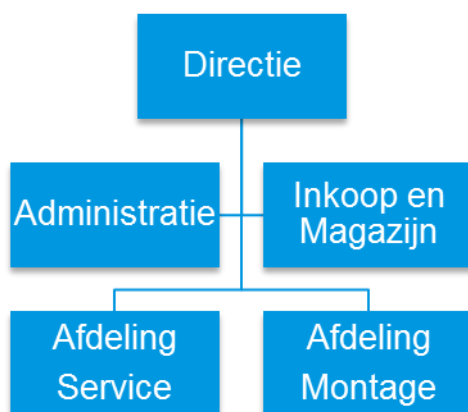 Directie
Administratie
Inkoop en
Magazijn
Afdeling
Service
Afdeling
Montage